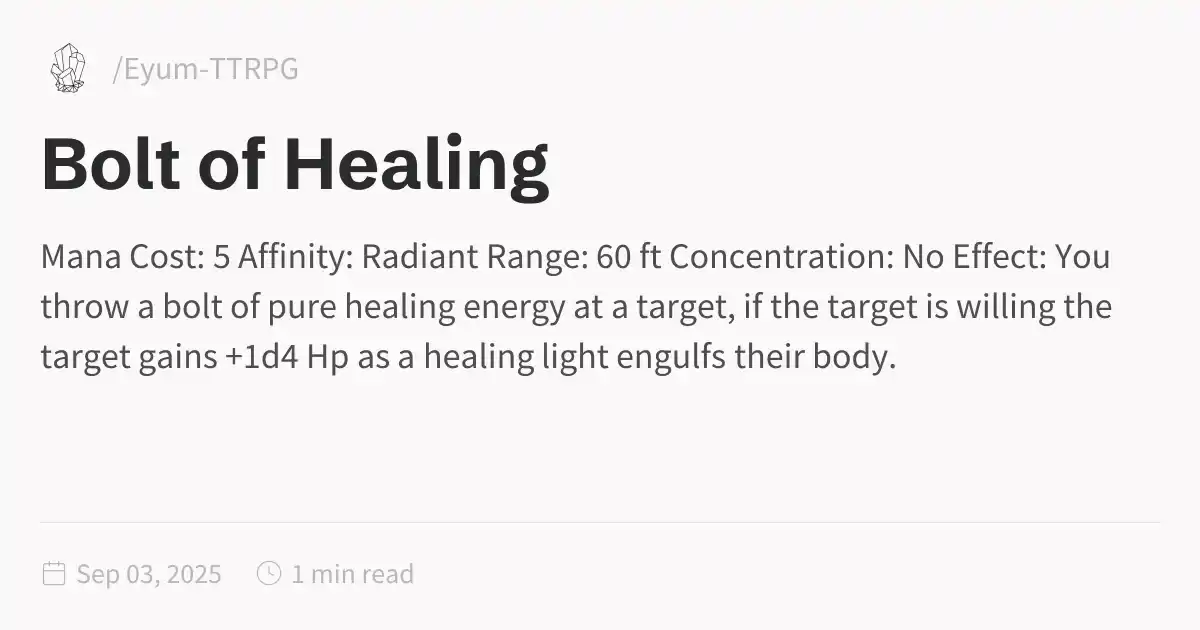 /Eyum-TTRPG
Bolt of Healing
Mana Cost: 5 Affinity: Radiant Range: 60 ft Concentration: No Effect: You
throw a bolt of pure healing energy at a target, if the target is willing the
target gains +1d4 Hp as a healing light engulfs their body.
Sep 03, 2025 1 min read